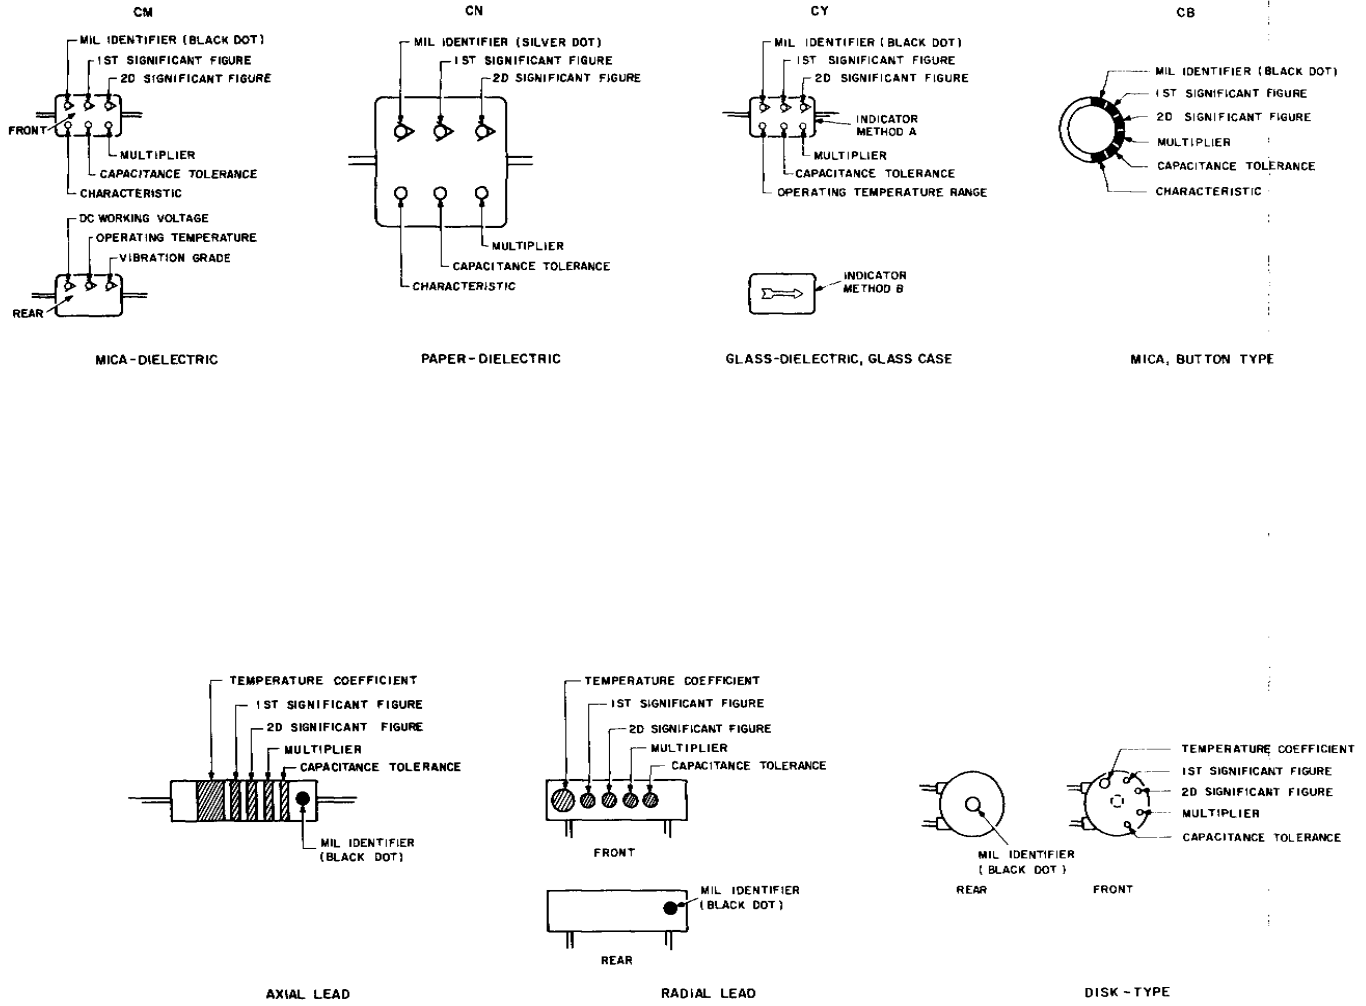 CM
MIL IDENTIFIER (BLACK DOT)
1ST SIGNIFICANT FIGURE
2D SIGNIFICANT FIGURE
FRONT
MULTIPLIER
CAPACITANCE TOLERANCE
CHARACTERISTIC
DC WORKING VOLTAGE
OPERATING TEMPERATURE
VIBRATION GRADE
REAR
MICA-DIELECTRIC
CN
MIL IDENTIFIER (SILVER DOT)
1ST SIGNIFICANT FIGURE
2D SIGNIFICANT FIGURE
MULTIPLIER
CAPACITANCE TOLERANCE
CHARACTERISTIC
PAPER-DIELECTRIC
CY
MIL IDENTIFIER (BLACK DOT)
1ST SIGNIFICANT FIGURE
2D SIGNIFICANT FIGURE
INDICATOR
METHOD A
MULTIPLIER
CAPACITANCE TOLERANCE
OPERATING TEMPERATURE RANGE
INDICATOR
METHOD B
GLASS-DIELECTRIC, GLASS CASE
CB
MIL IDENTIFIER (BLACK DOT)
1ST SIGNIFICANT FIGURE
2D SIGNIFICANT FIGURE
MULTIPLIER
CAPACITANCE TOLERANCE
CHARACTERISTIC
MICA, BUTTON TYPE
TEMPERATURE COEFFICIENT
1ST SIGNIFICANT FIGURE
2D SIGNIFICANT FIGURE
MULTIPLIER
CAPACITANCE TOLERANCE
MIL IDENTIFIER
(BLACK DOT)
AXIAL LEAD
TEMPERATURE COEFFICIENT
1ST SIGNIFICANT FIGURE
2D SIGNIFICANT FIGURE
MULTIPLIER
CAPACITANCE TOLERANCE
FRONT
MIL IDENTIFIER
(BLACK DOT)
REAR
RADIAL LEAD
MIL IDENTIFIER
(BLACK DOT)
REAR
TEMPERATURE COEFFICIENT
1ST SIGNIFICANT FIGURE
2D SIGNIFICANT FIGURE
MULTIPLIER
CAPACITANCE TOLERANCE
FRONT
DISK-TYPE